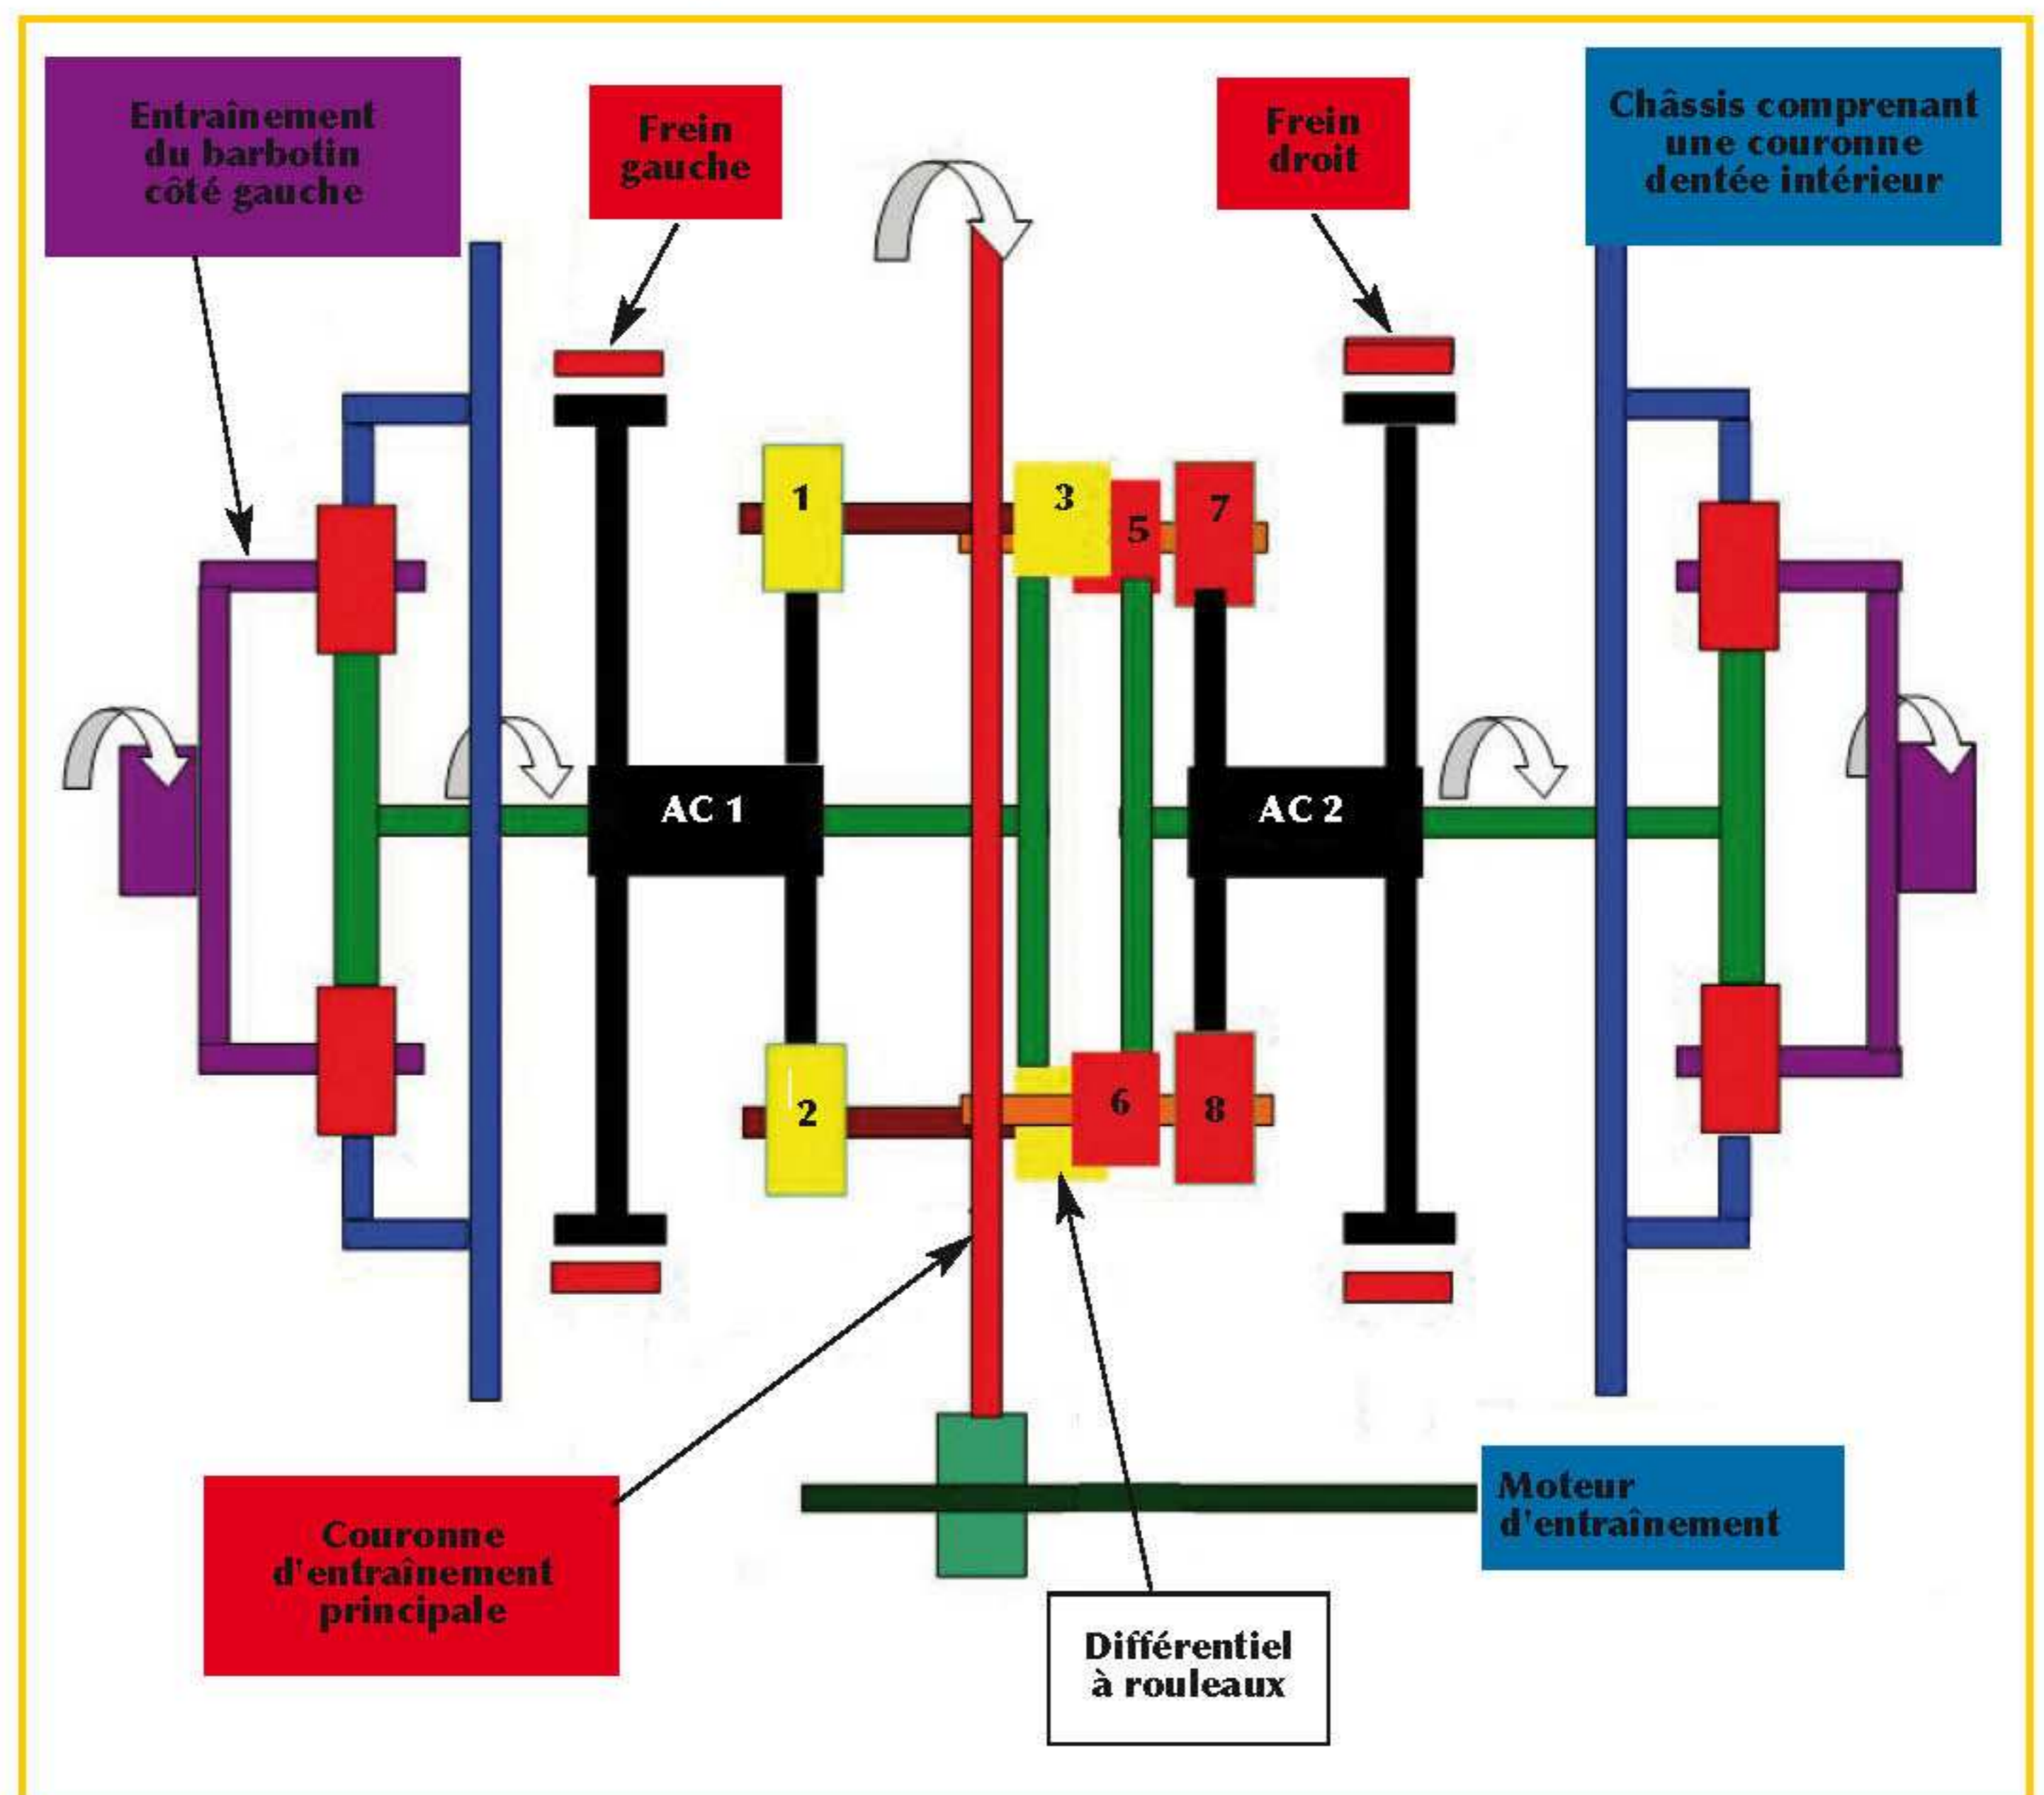 Entraînement
du barbotin
côté gauche
Frein
gauche
Frein
droit
Châssis comprenant
une couronne
dentée intérieur
1
3
5
7
AC 1
AC 2
2
6
8
Couronne
d'entraînement
principale
Moteur
d'entraînement
Différentiel
à rouleaux